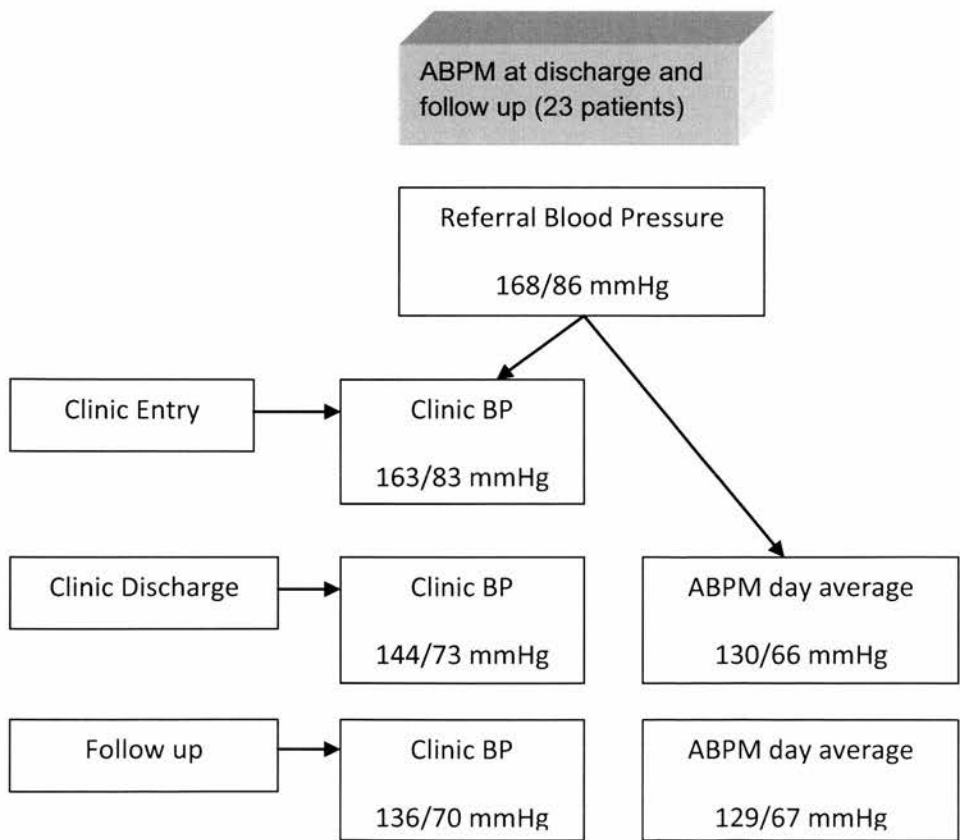 ABPM at discharge and
follow up (23 patients)
Referral Blood Pressure
168/86 mmHg
Clinic Entry
Clinic BP
163/83 mmHg
Clinic Discharge
Clinic BP
144/73 mmHg
ABPM day average
130/66 mmHg
Follow up
Clinic BP
136/70 mmHg
ABPM day average
129/67 mmHg